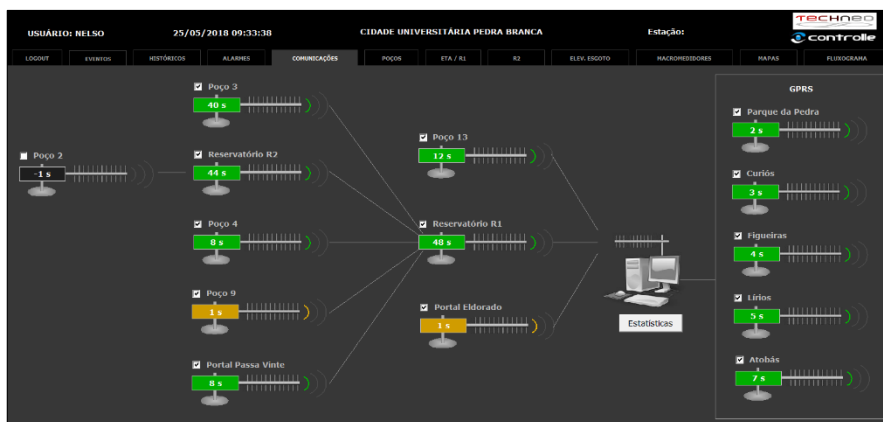 USUÁRIO: NELSO 25/05/2018 09:33:38 CIDADE UNIVERSITÁRIA PEDRA BRANCA Estação:
TECHNEO
controlle
LOGOUT EVENTOS HISTÓRICOS ALARMES COMUNICAÇÕES POÇOS ETA / R1 R2 ELEV. ESGOTO MACROMEDIDORES MAPAS FLUXOGRAMA
Poço 2
-1 s
Poço 3
40 s
Reservatório R2
44 s
Poço 4
8 s
Poço 9
1 s
Portal Passa Vinte
8 s
Poço 13
12 s
Reservatório R1
48 s
Portal Eldorado
1 s
Estatísticas
GPRS
Parque da Pedra
2 s
Curiós
3 s
Figueiras
4 s
Lírios
5 s
Atobás
7 s